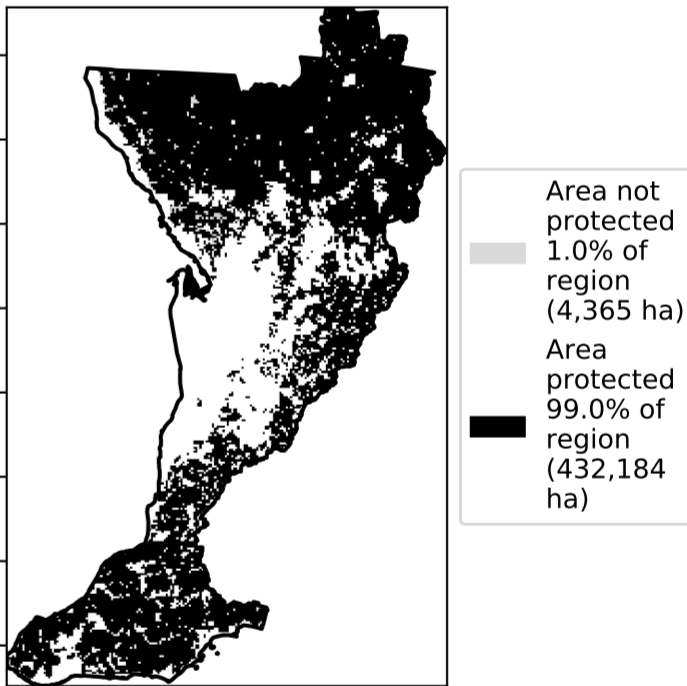 Area not
protected
1.0% of
region
(4,365 ha)
Area
protected
99.0% of
region
(432,184
ha)